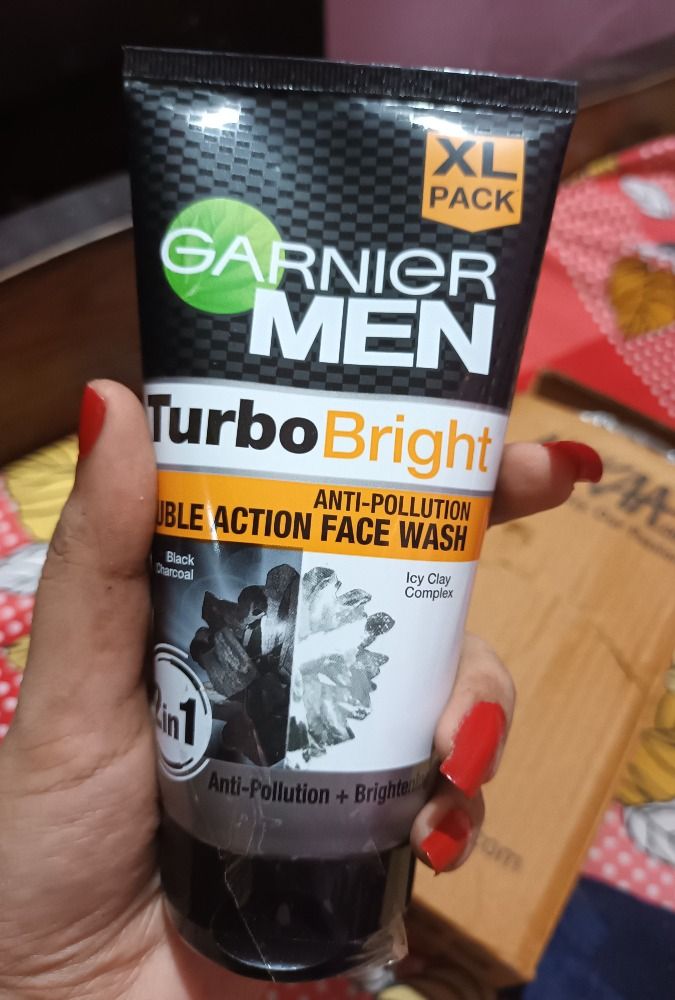 XL
PACK
GARNIER
MEN
TurboBright
ANTI-POLLUTION
UBLE ACTION FACE WASH
Black
Charcoal
Icy Clay
Complex
2in1
Anti-Pollution +
.com